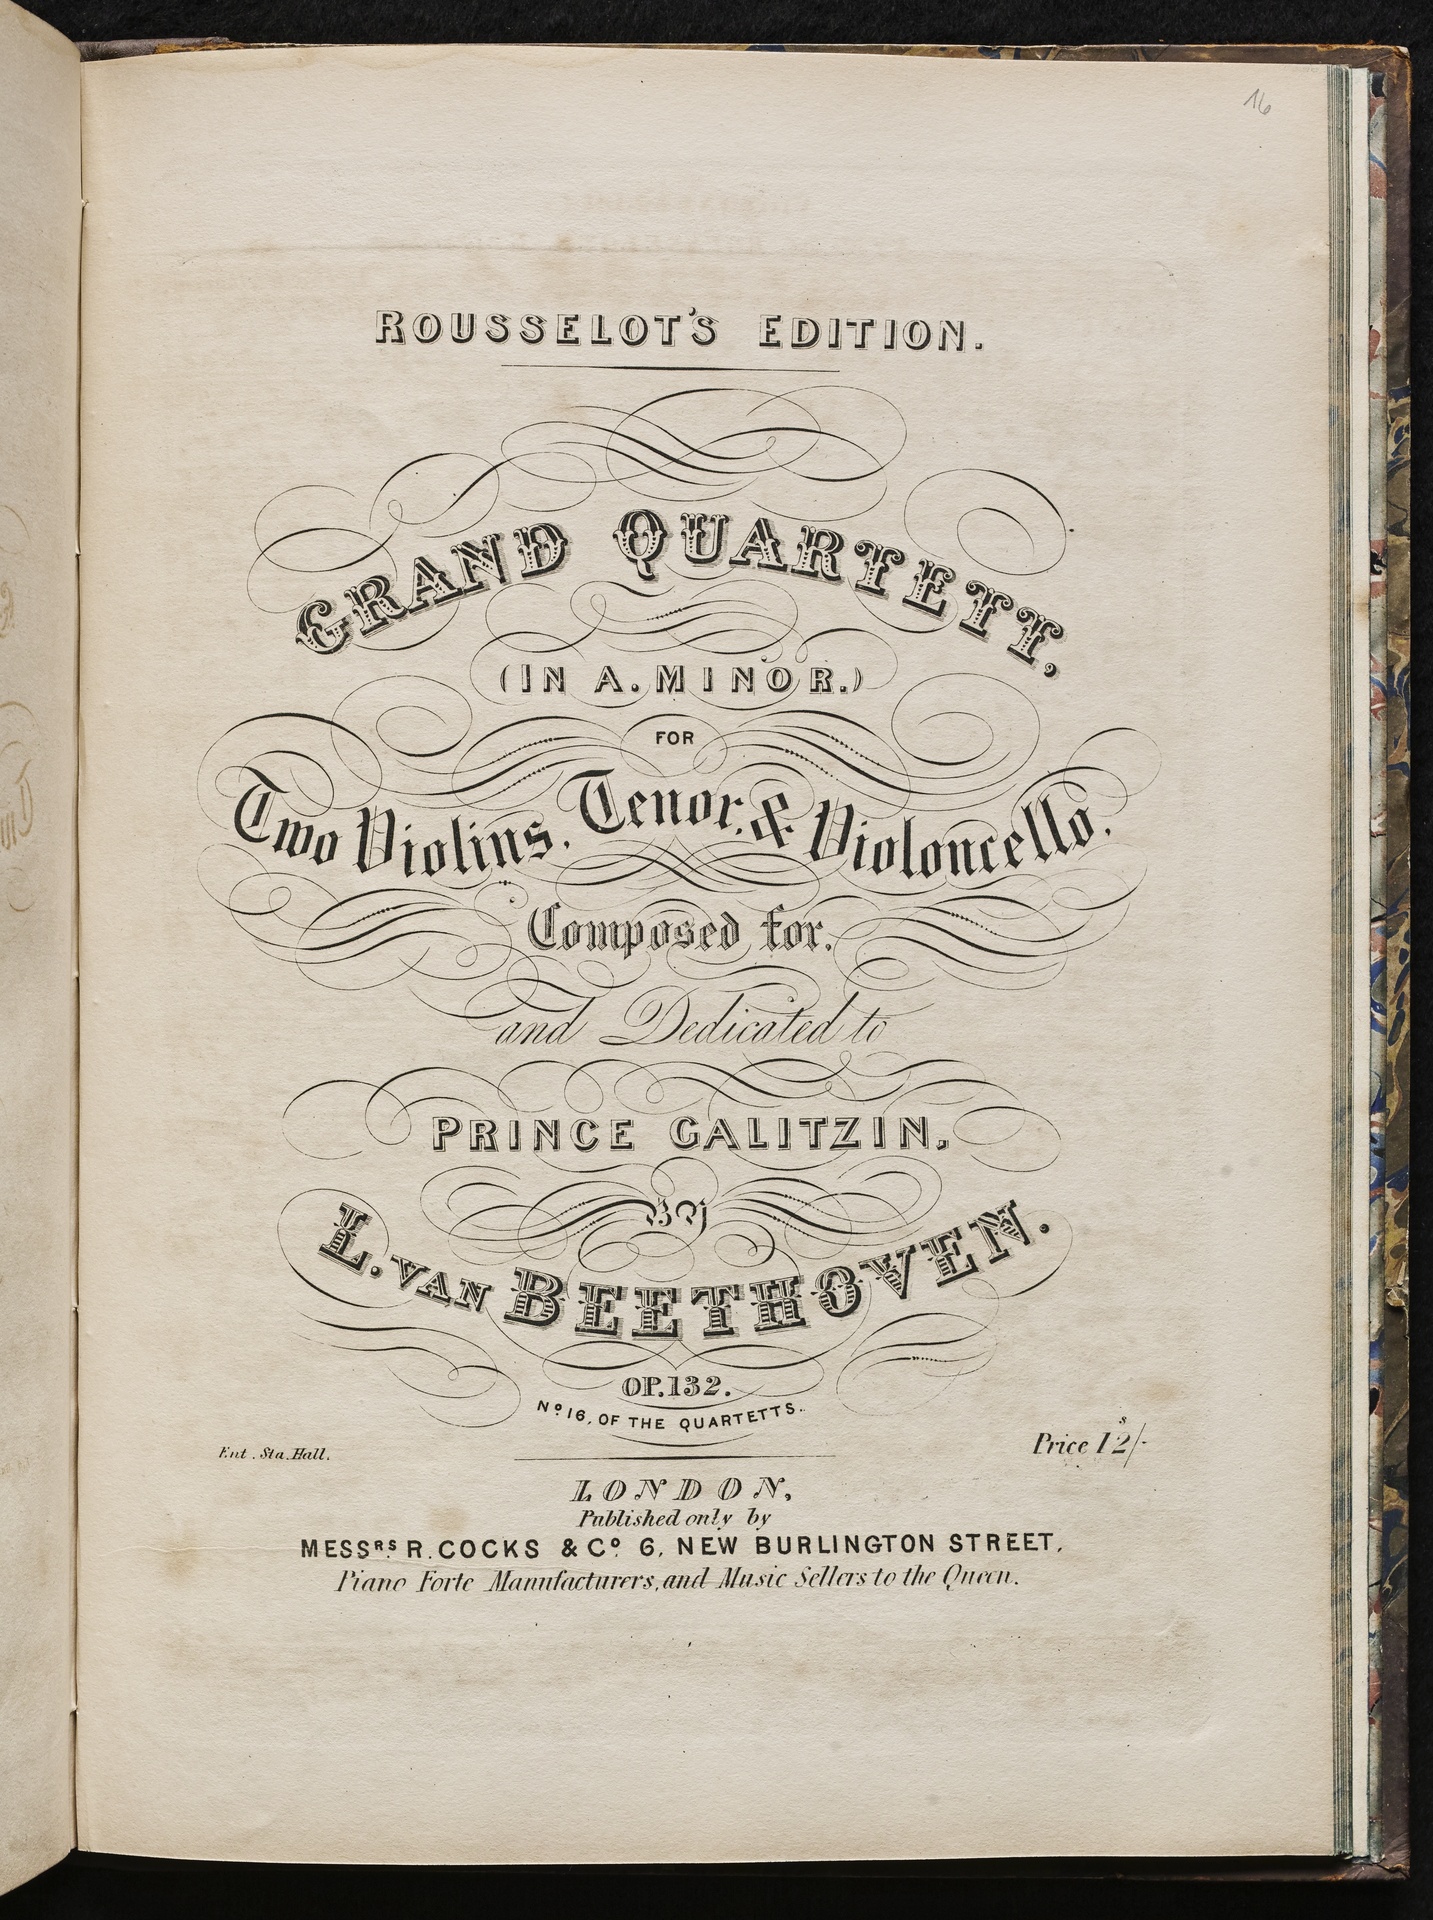 16
ROUSSELOT'S EDITION.
GRAND QUARTETT,
(IN A. MINOR.)
FOR
Two Violins, Tenor, & Violoncello.
Composed for,
and Dedicated to
PRINCE GALITZIN,
BY
L. VAN BEETHOVEN.
OP. 132.
No. 16, OF THE QUARTETTS.
Ent. Sta. Hall.
Price 12s/-
LONDON,
Published only by
MESSRS. R. COCKS & Co. 6, NEW BURLINGTON STREET,
Piano Forte Manufacturers, and Music Sellers to the Queen.